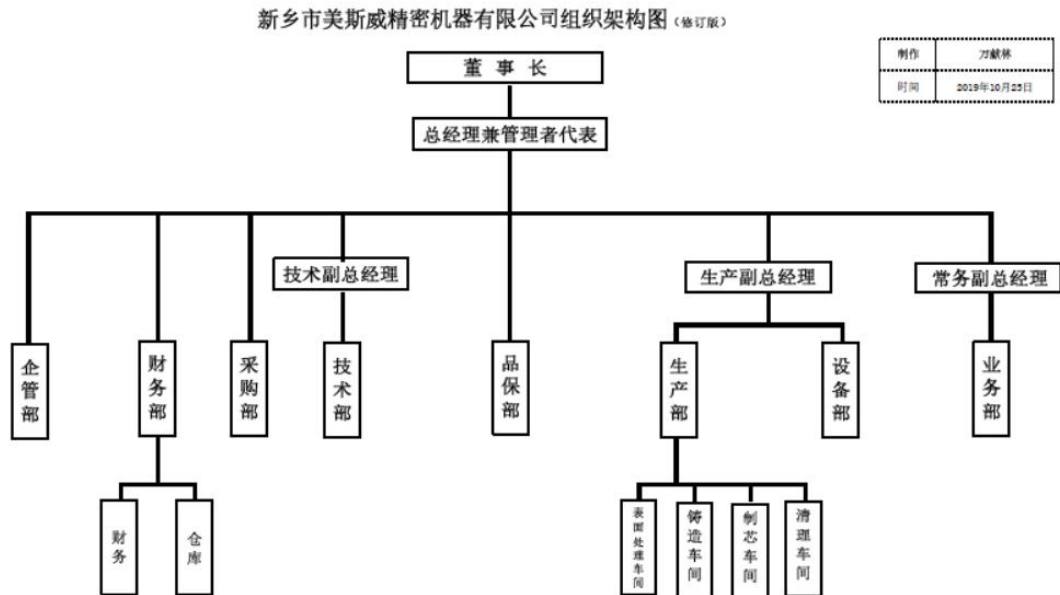 新乡市美斯威精密机器有限公司组织架构图（修订版）
制作 万献林
时间 2019年10月25日
董事长
总经理兼管理者代表
技术副总经理
生产副总经理
常务副总经理
企管部
财务部
采购部
技术部
品保部
生产部
设备部
业务部
财务
仓库
表面处理车间
铸造车间
制芯车间
清理车间